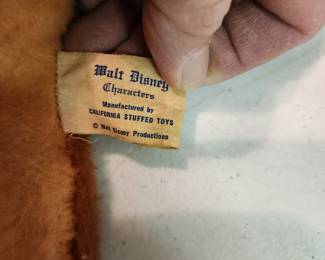 Walt Disney
Characters
Manufactured by
CALIFORNIA STUFFED TOYS
© Walt Disney Productions